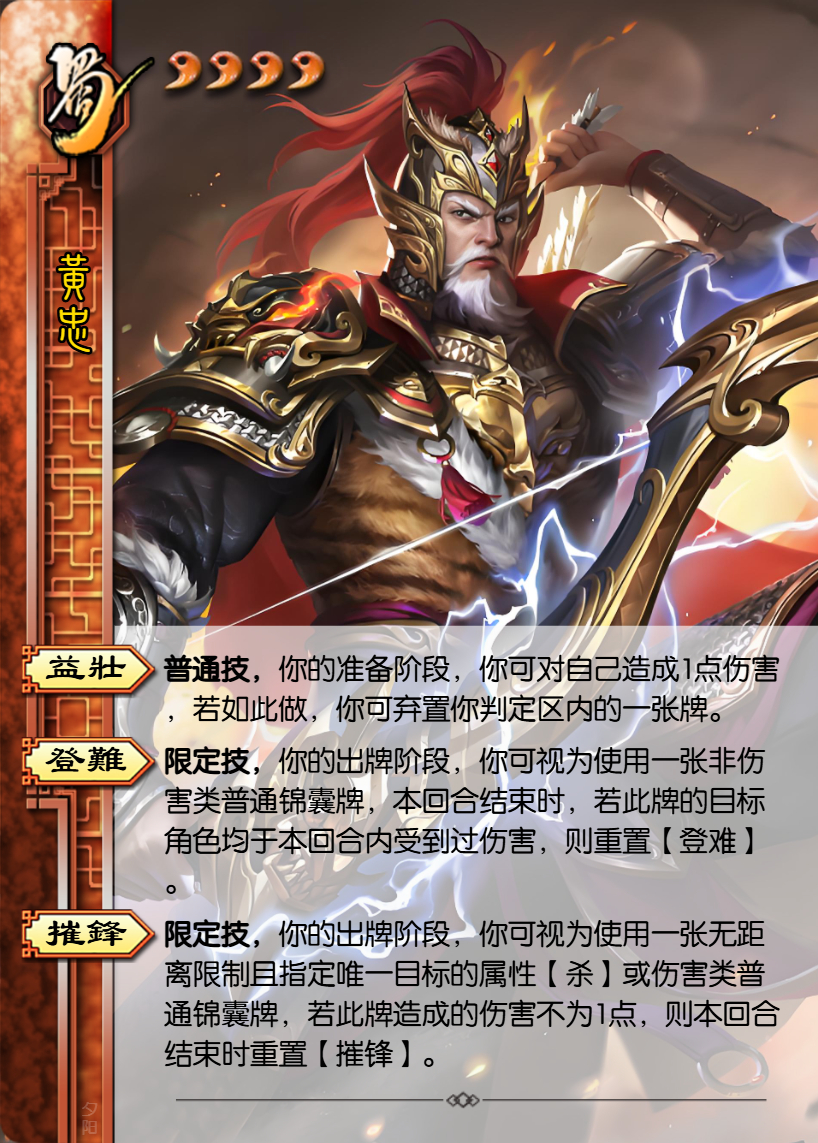 蜀
黃忠
益壯
普通技，你的准备阶段，你可对自己造成1点伤害
，若如此做，你可弃置你判定区内的一张牌。
登難
限定技，你的出牌阶段，你可视为使用一张非伤
害类普通锦囊牌，本回合结束时，若此牌的目标
角色均于本回合内受到过伤害，则重置【登难】
。
摧鋒
限定技，你的出牌阶段，你可视为使用一张无距
离限制且指定唯一目标的属性【杀】或伤害类普
通锦囊牌，若此牌造成的伤害不为1点，则本回合
结束时重置【摧锋】。
夕阳